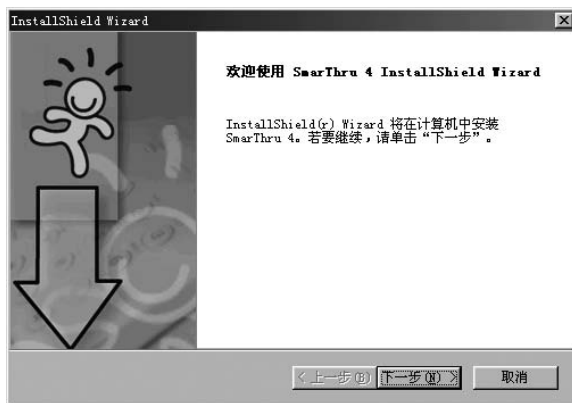 InstallShield Wizard
欢迎使用 SmarThru 4 InstallShield Wizard
InstallShield(r) Wizard 将在计算机中安装
SmarThru 4。若要继续，请单击“下一步”。
<上一步(B) 下一步(N)> 取消